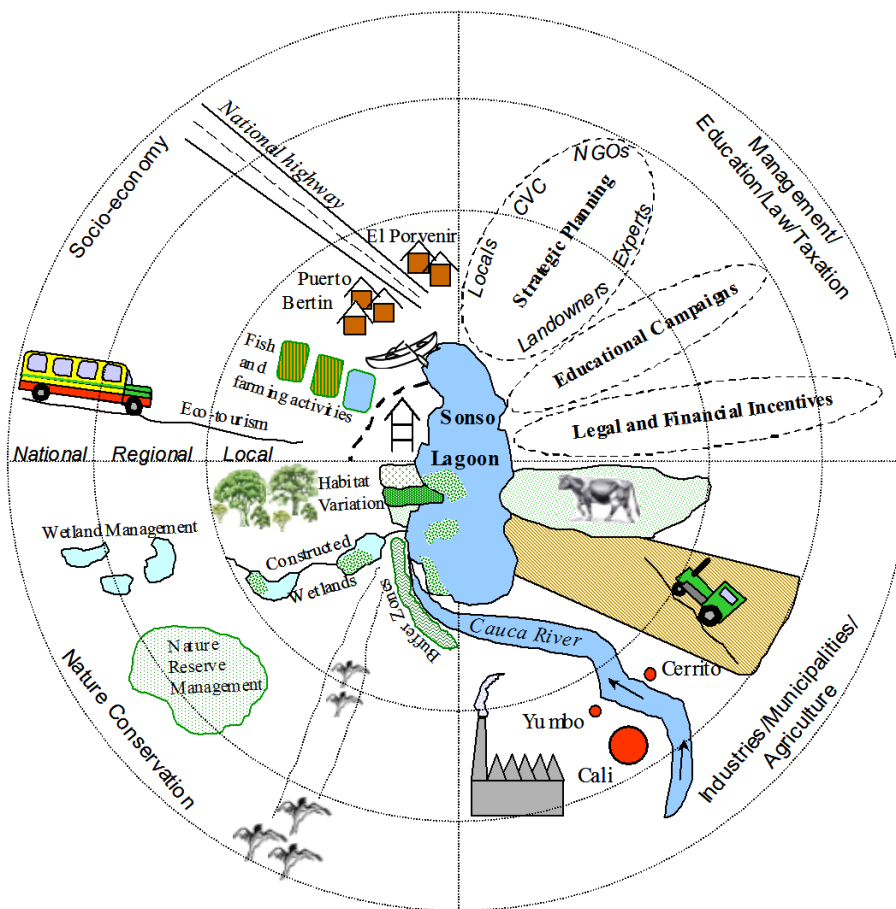 Socio-economy
National highway
El Porvenir
Puerto
Bertin
Fish
and
farming activities
Eco-tourism
National
Regional
Local
Management/
Education/Law/Taxation
NGOs
CVC
Locals
Strategic Planning
Experts
Landowners
Educational Campaigns
Legal and Financial Incentives
Sonso
Lagoon
Habitat
Variation
Wetland Management
Constructed
Wetlands
Buffer Zones
Nature
Reserve
Management
Nature Conservation
Cauca River
Cerrito
Yumbo
Cali
Industries/Municipalities/
Agriculture